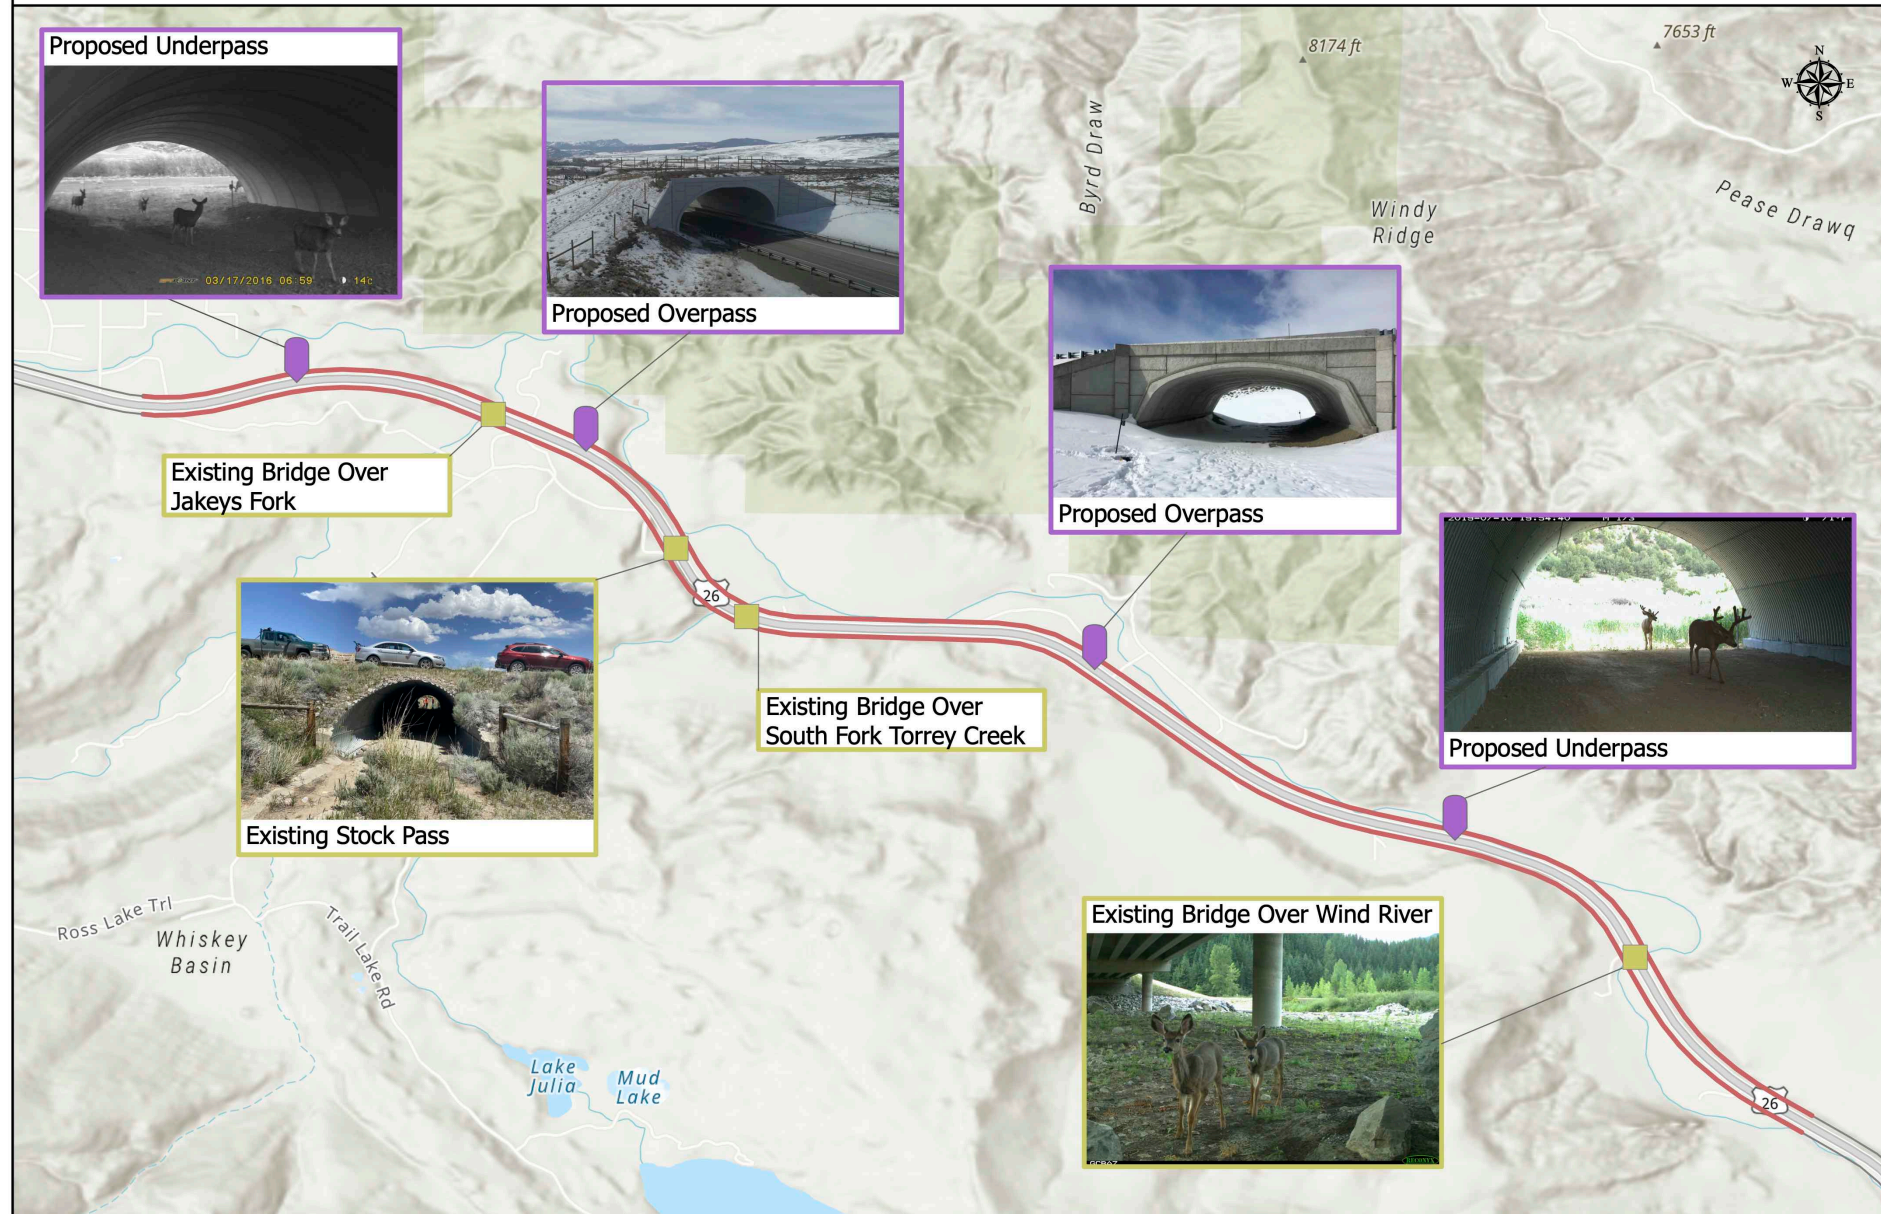 Proposed Underpass
03/17/2016 06:59
14c
Proposed Overpass
8174 ft
7653 ft
N
W
E
S
Byrd Draw
Windy
Ridge
Pease Drawq
Proposed Overpass
Existing Bridge Over
Jakeys Fork
26
Existing Stock Pass
Existing Bridge Over
South Fork Torrey Creek
Proposed Underpass
Ross Lake Trl
Whiskey
Basin
Trail Lake Rd
Existing Bridge Over Wind River
RECONYX
Lake
Julia
Mud
Lake
26